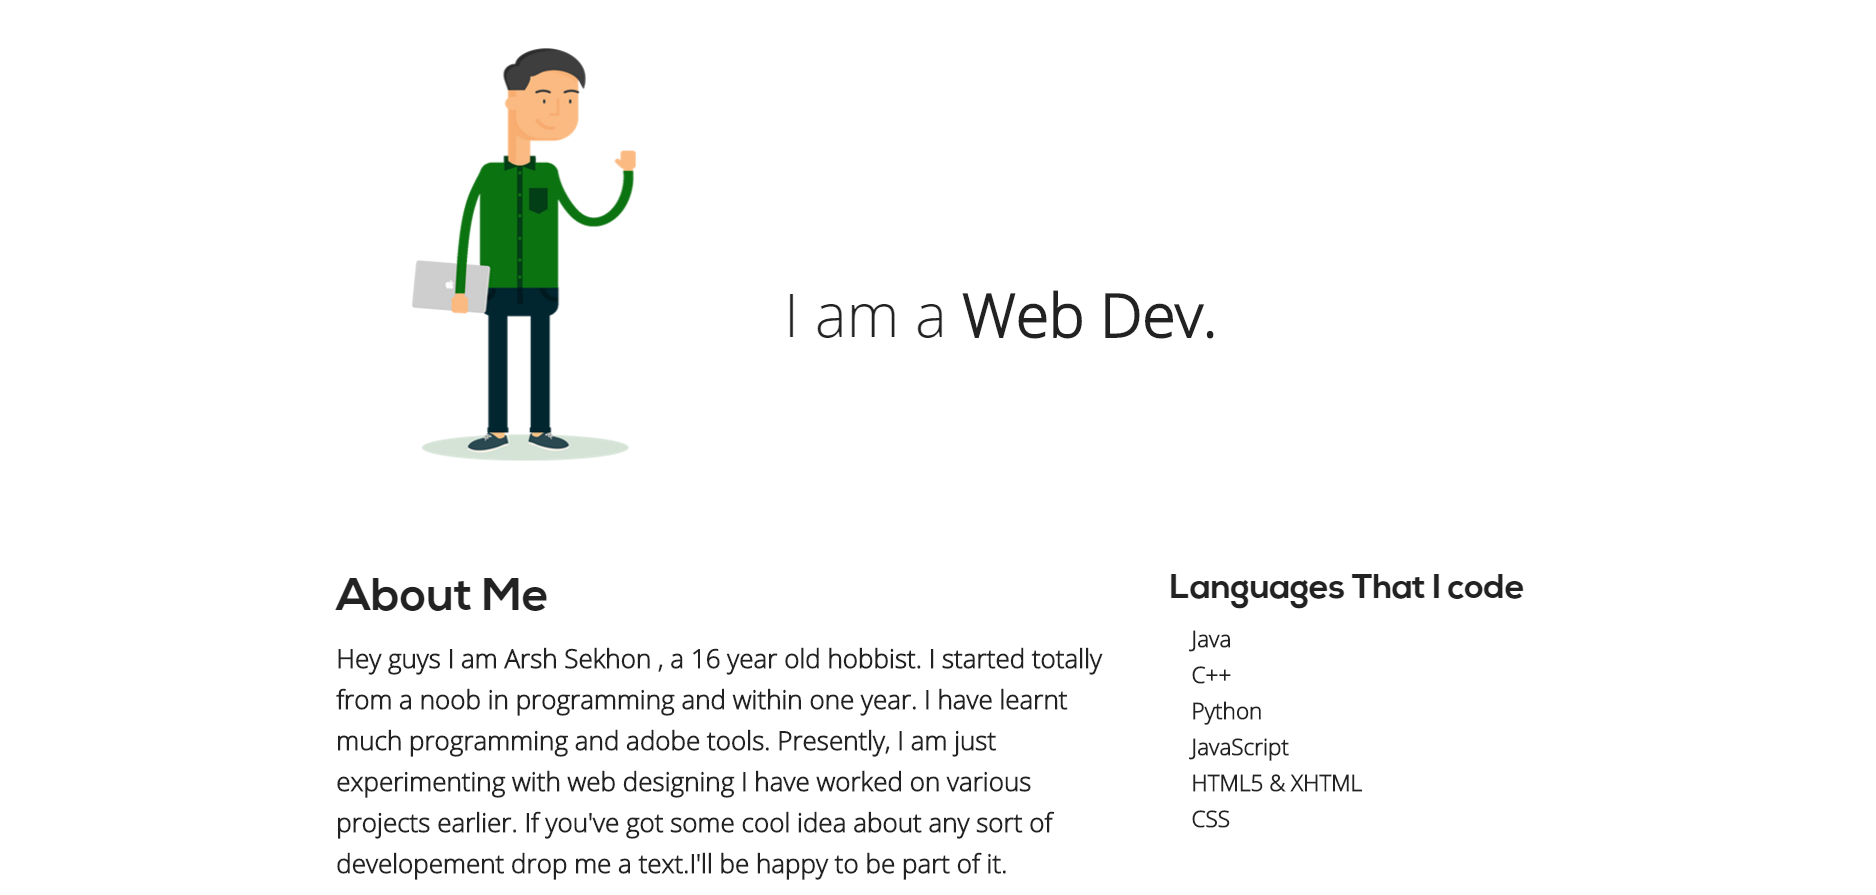 I am a Web Dev.
About Me
Hey guys I am Arsh Sekhon , a 16 year old hobbist. I started totally
from a noob in programming and within one year. I have learnt
much programming and adobe tools. Presently, I am just
experimenting with web designing I have worked on various
projects earlier. If you've got some cool idea about any sort of
developement drop me a text.I'll be happy to be part of it.
Languages That I code
Java
C++
Python
JavaScript
HTML5 & XHTML
CSS